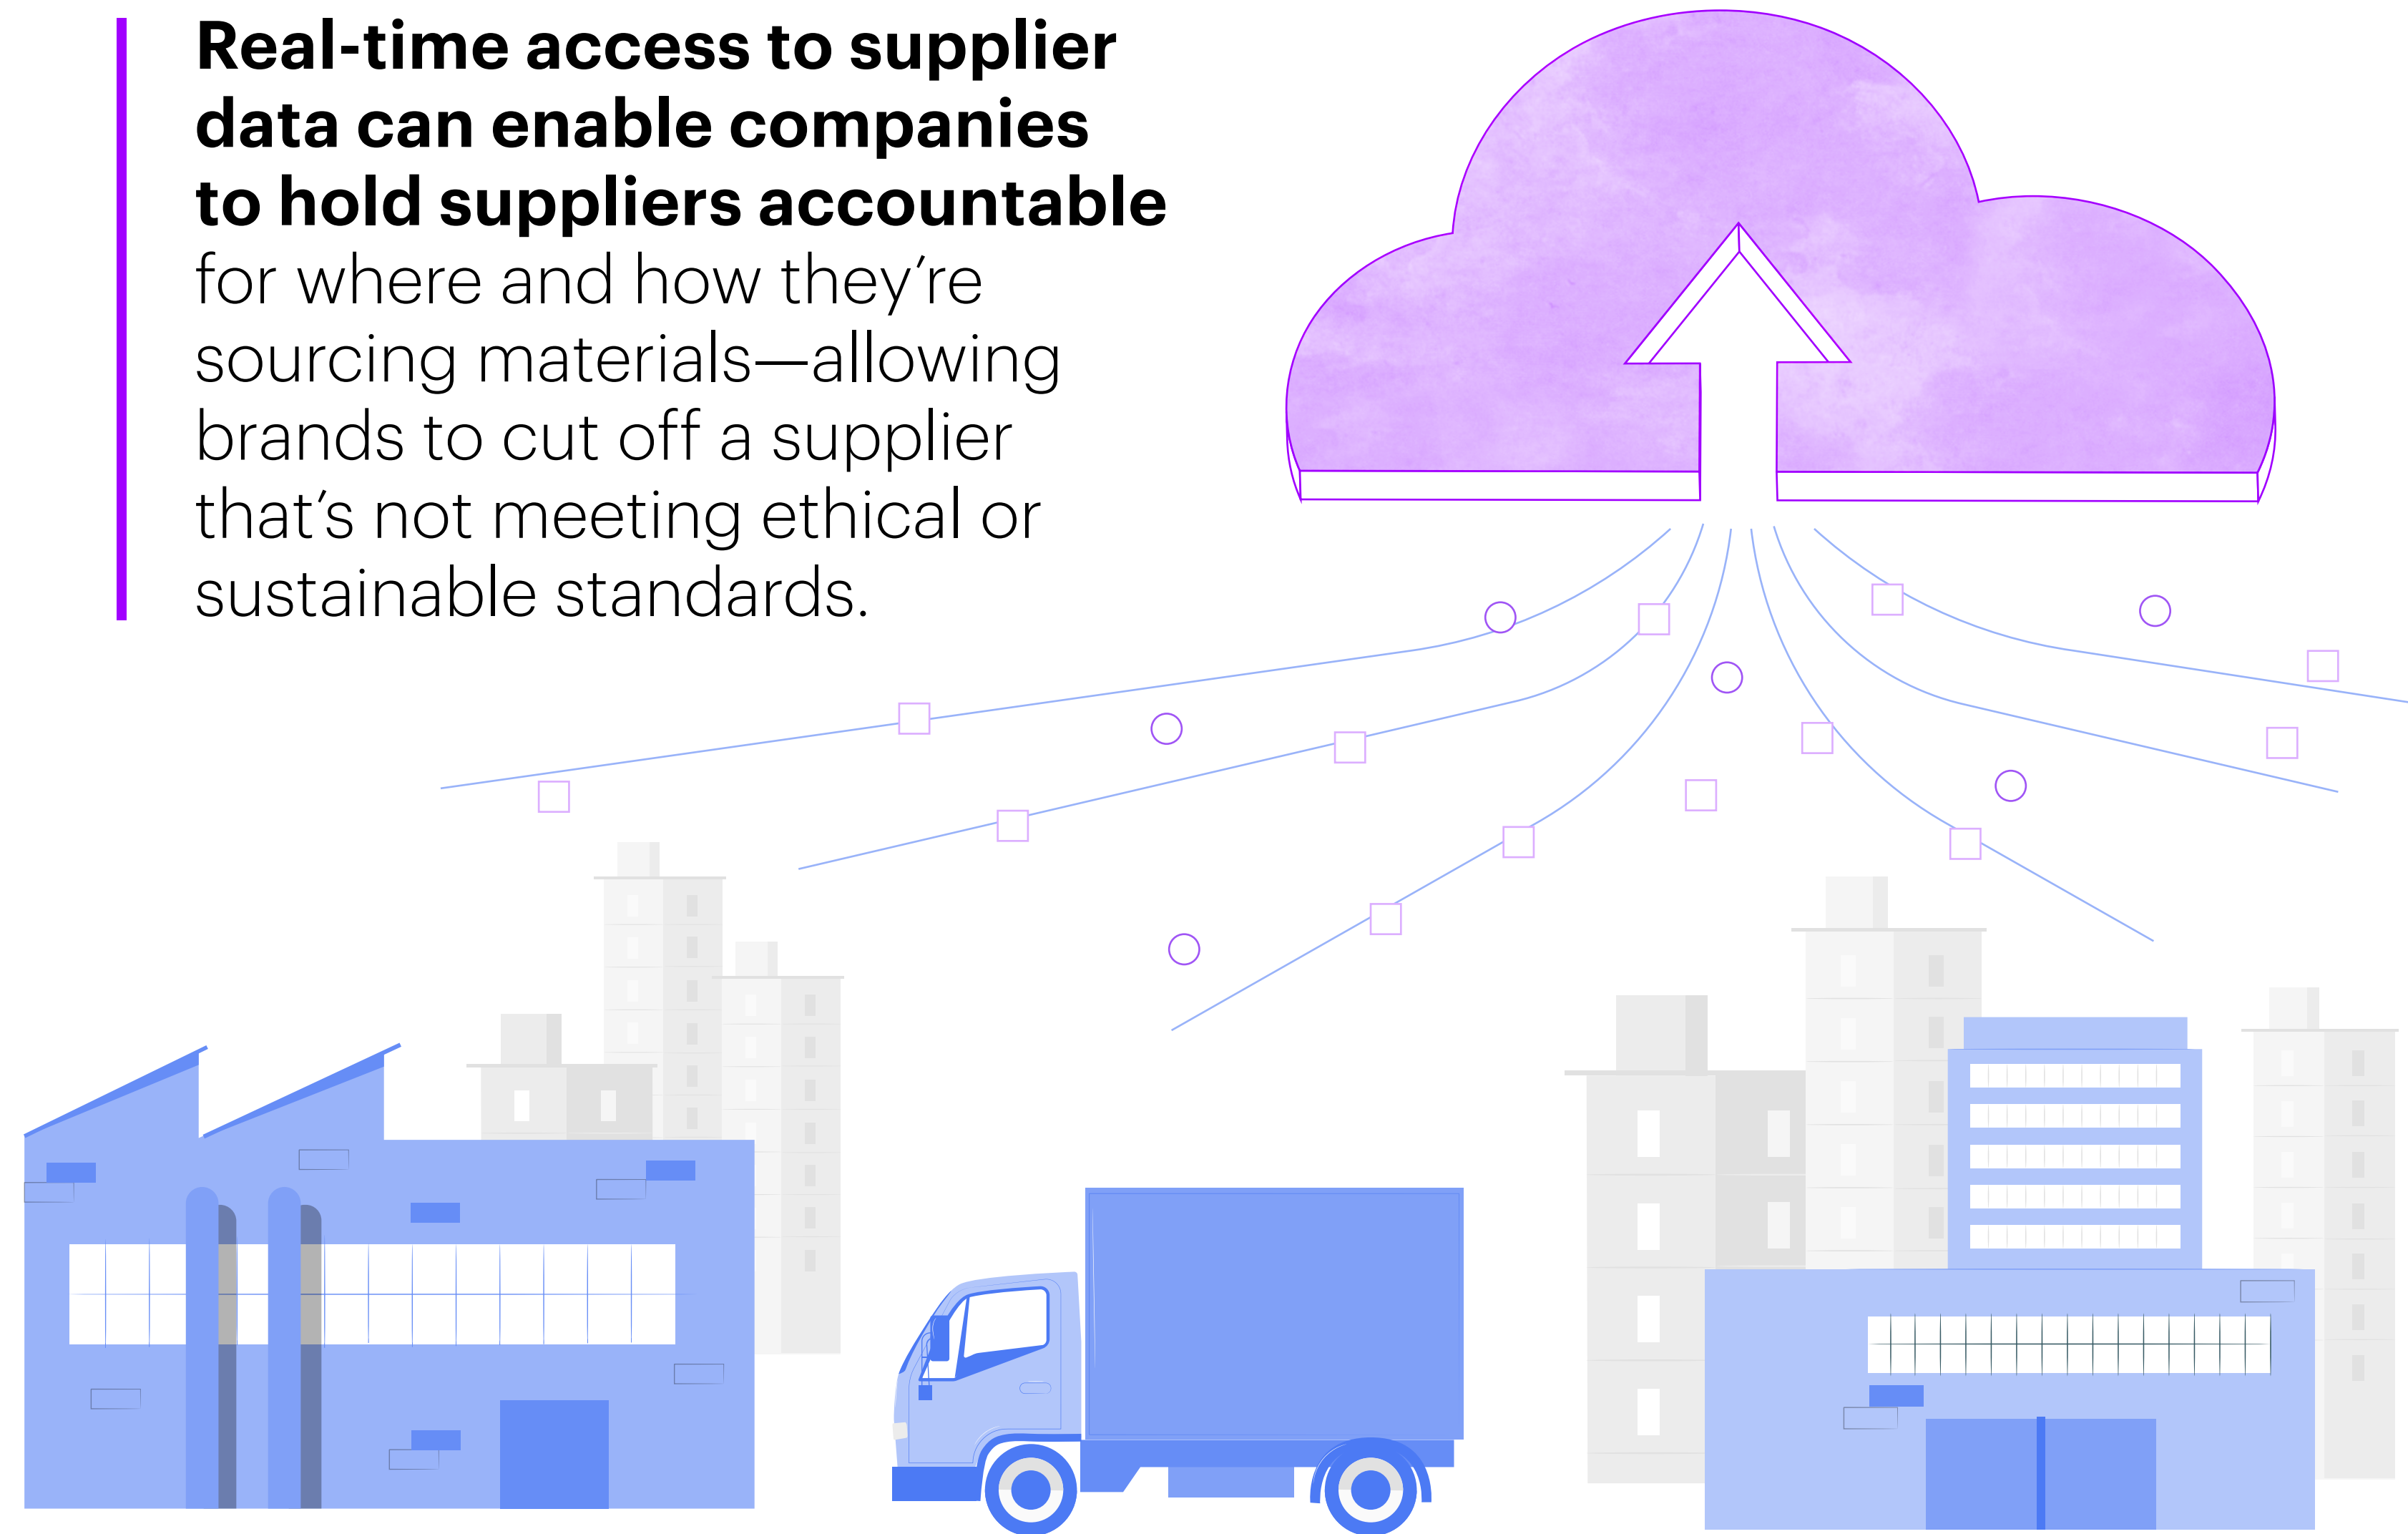 Real-time access to supplier
data can enable companies
to hold suppliers accountable
for where and how they’re
sourcing materials—allowing
brands to cut off a supplier
that’s not meeting ethical or
sustainable standards.